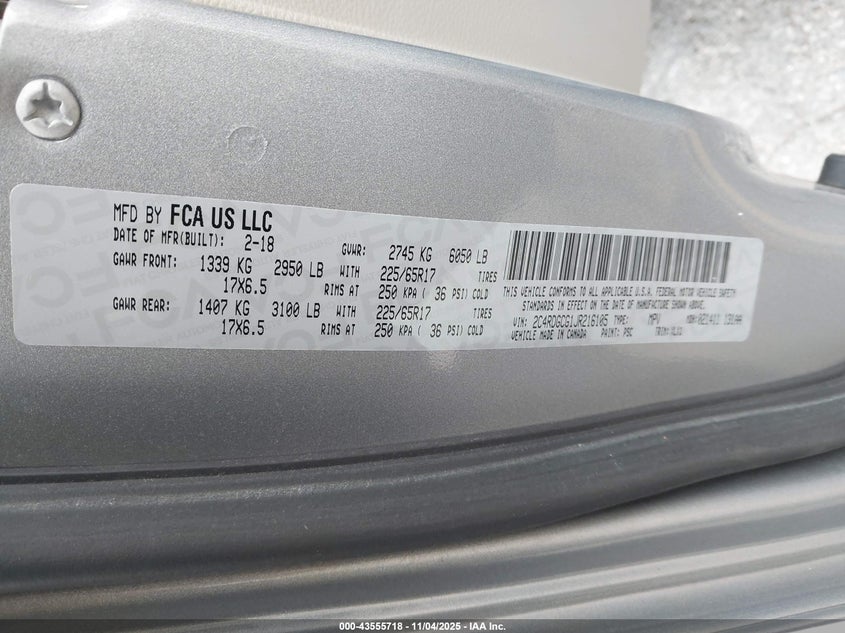 MFD BY FCA US LLC
DATE OF MFR(BUILT): 2-18 GVWR: 2745 KG 6050 LB
GAWR FRONT: 1339 KG 2950 LB WITH 225/65R17 TIRES
17X6.5 RIMS AT 250 KPA ( 36 PSI) COLD
GAWR REAR: 1407 KG 3100 LB WITH 225/65R17 TIRES
17X6.5 RIMS AT 250 KPA ( 36 PSI) COLD
THIS VEHICLE CONFORMS TO ALL APPLICABLE U.S.A. FEDERAL MOTOR VEHICLE SAFETY
STANDARDS IN EFFECT ON THE DATE OF MANUFACTURE SHOWN ABOVE.
VIN: 2C4RDGCG1JR216105 TYPE: MPV MDH: 021411 131AA
VEHICLE MADE IN CANADA PAINT: PSC TRIM:
000-43555718 - 11/04/2025 - IAA Inc.